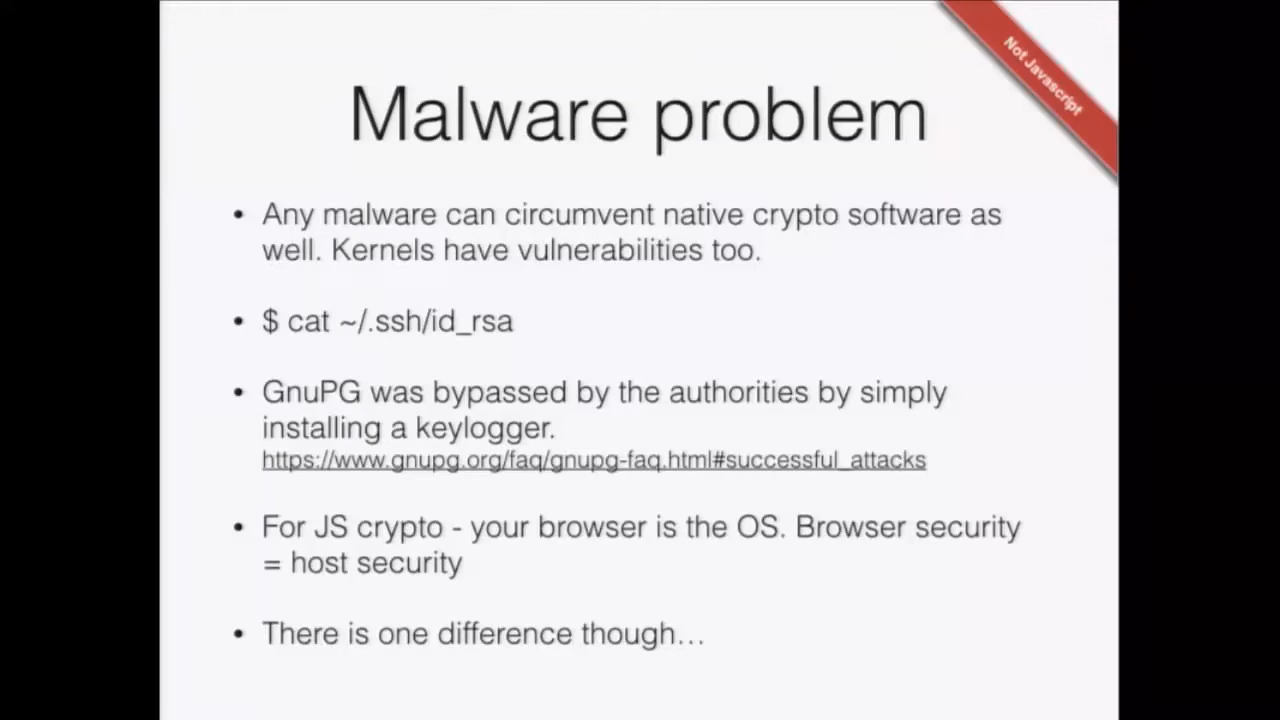 Not Javascript
Malware problem
• Any malware can circumvent native crypto software as
well. Kernels have vulnerabilities too.
• $ cat ~/.ssh/id_rsa
• GnuPG was bypassed by the authorities by simply
installing a keylogger.
https://www.gnupg.org/faq/gnupg-faq.html#successful_attacks
• For JS crypto - your browser is the OS. Browser security
= host security
• There is one difference though…